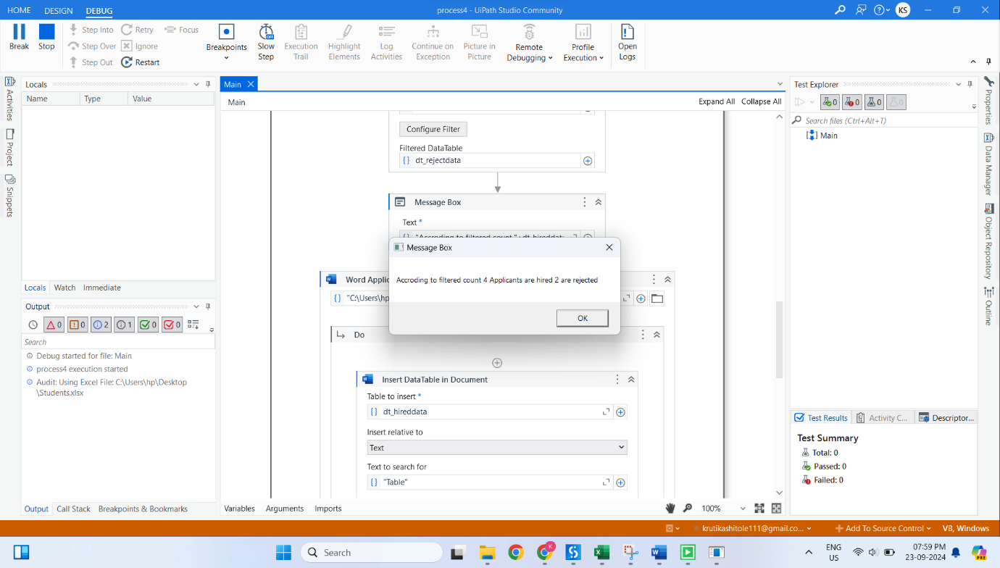 HOME DESIGN DEBUG process4 - UiPath Studio Community KS
Break Stop Step Into Step Over Step Out Retry Ignore Restart Focus Breakpoints Slow Step Execution Trail Highlight Elements Log Activities Continue on Exception Picture in Picture Remote Debugging Profile Execution Open Logs
Activities
Project
Snippets
Locals
Name Type Value
Locals Watch Immediate
Output
0 0 2 1 0 0
Search
Debug started for file: Main
process4 execution started
Audit: Using Excel File: C:\Users\hp\Desktop
\Students.xlsx
Output Call Stack Breakpoints & Bookmarks
Main
Main Expand All Collapse All
Configure Filter
Filtered DataTable
dt_rejectdata
Message Box
Text *
Message Box
Accroding to filtered count 4 Applicants are hired 2 are rejected
OK
Word Applic
"C:\Users\hp
Do
Insert DataTable in Document
Table to insert *
dt_hireddata
Insert relative to
Text
Text to search for
"Table"
Variables Arguments Imports 100%
Test Explorer
0 0 0 0
Search files (Ctrl+Alt+T)
Main
Test Results Activity C... Descriptor...
Test Summary
Total: 0
Passed: 0
Failed: 0
Properties
Data Manager
Object Repository
Outline
krutikashitole111@gmail.co... Add To Source Control VB, Windows
Search K ENG
US 07:59 PM
23-09-2024 PRE